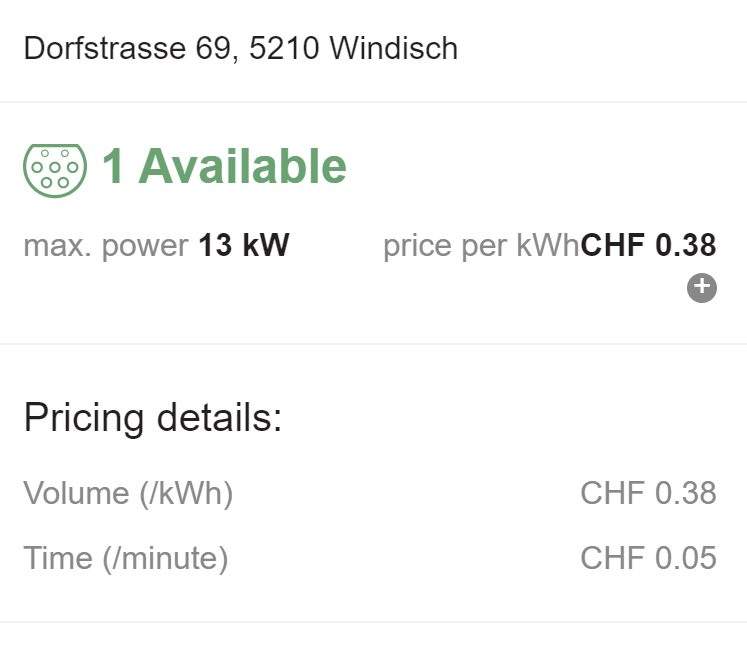 Dorfstrasse 69, 5210 Windisch
1 Available
max. power 13 kW price per kWhCHF 0.38
+
Pricing details:
Volume (/kWh) CHF 0.38
Time (/minute) CHF 0.05